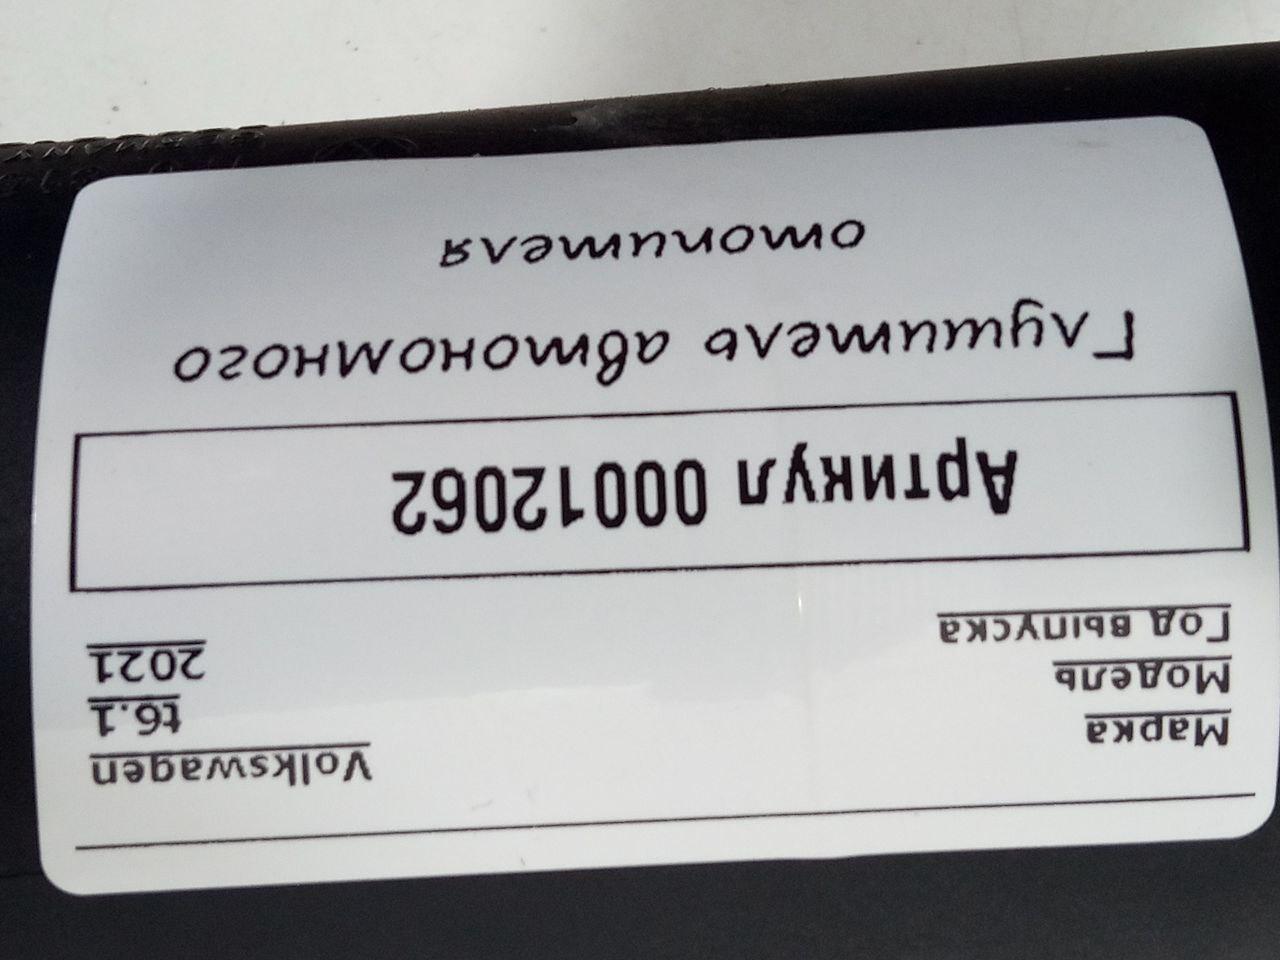 Марка Volkswagen
Модель t6.1
Год выпуска 2021
Артикул 00012062
Глушитель автономного
отопителя